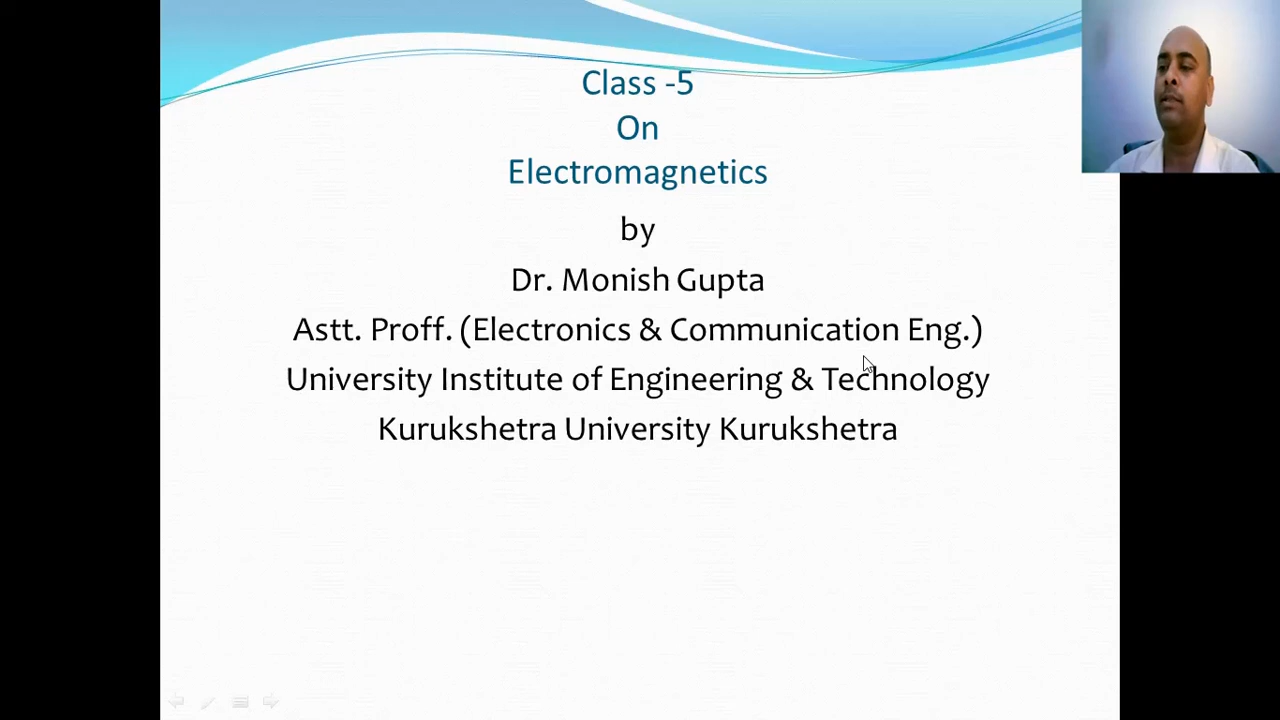 Class -5
On
Electromagnetics
by
Dr. Monish Gupta
Astt. Proff. (Electronics & Communication Eng.)
University Institute of Engineering & Technology
Kurukshetra University Kurukshetra